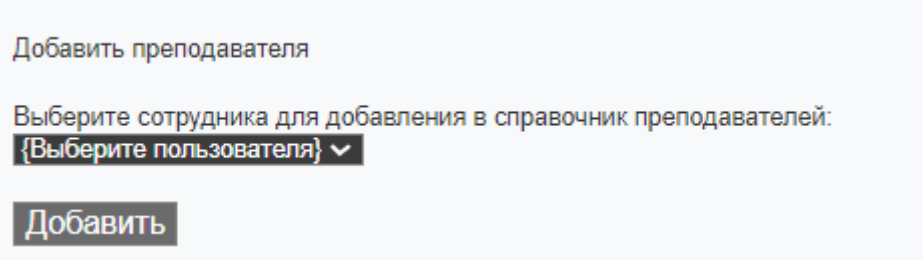 Добавить преподавателя
Выберите сотрудника для добавления в справочник преподавателей:
{Выберите пользователя}
Добавить